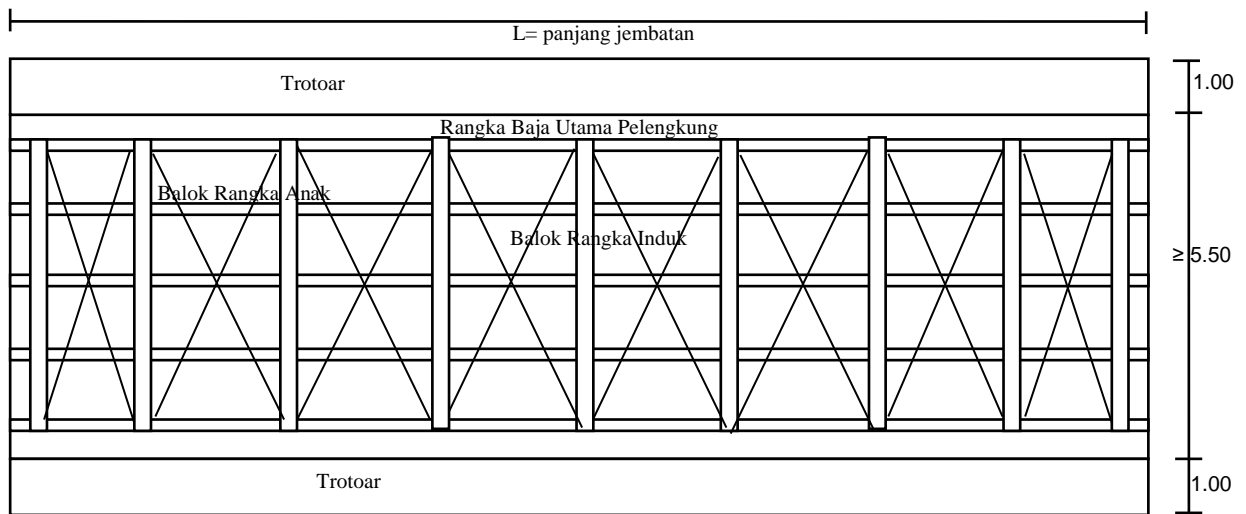 L= panjang jembatan
Trotoar
1.00
Rangka Baja Utama Pelengkung
Balok Rangka Anak
Balok Rangka Induk
≥ 5.50
Trotoar
1.00